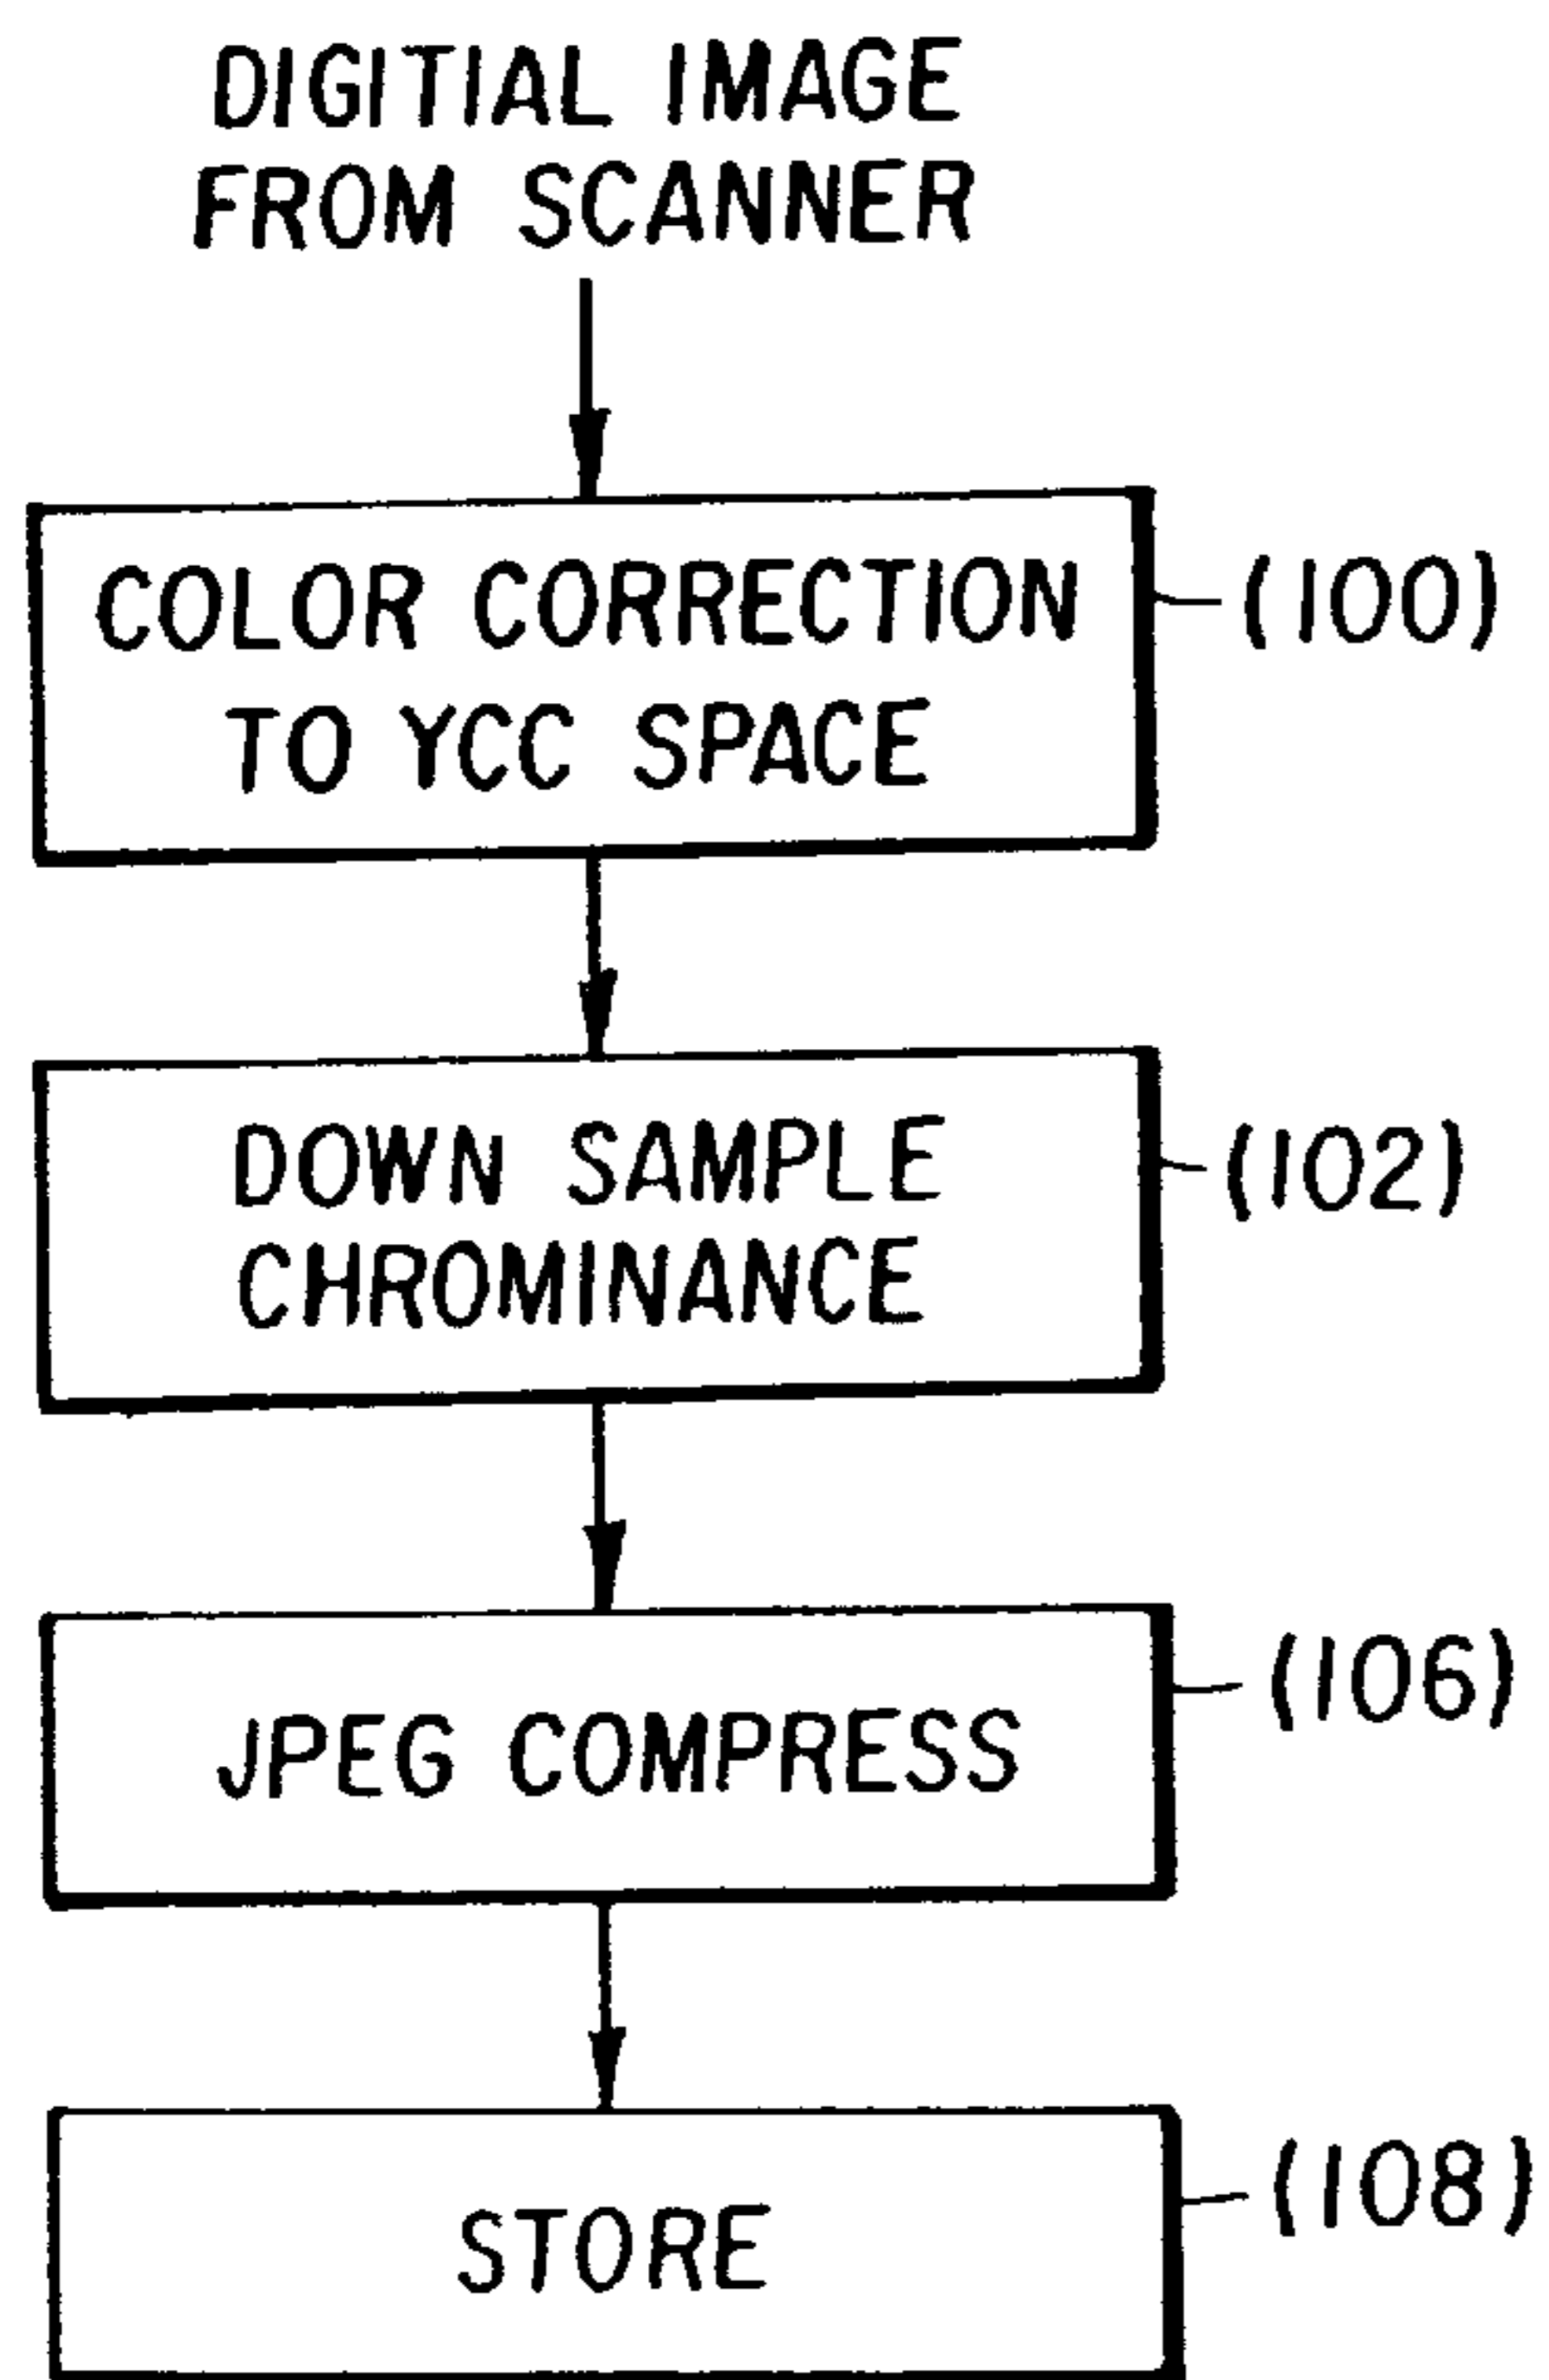 DIGITIAL IMAGE
FROM SCANNER
COLOR CORRECTION
TO YCC SPACE
(100)
DOWN SAMPLE
CHROMINANCE
(102)
JPEG COMPRESS
(106)
STORE
(108)